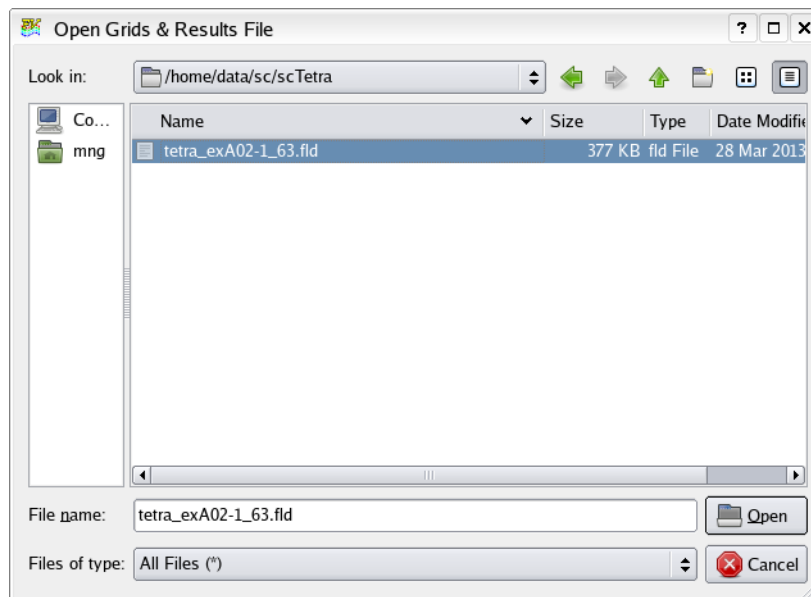 Open Grids & Results File
Look in: /home/data/sc/scTetra
Co...
mng
Name Size Type Date Modifie
tetra_exA02-1_63.fld 377 KB fld File 28 Mar 2013
File name: tetra_exA02-1_63.fld Open
Files of type: All Files (*) Cancel